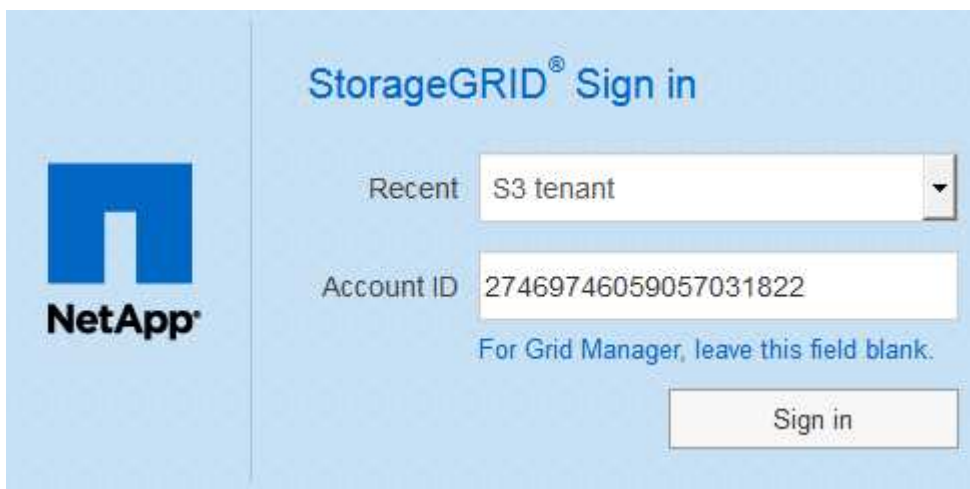 StorageGRID® Sign in
Recent S3 tenant
Account ID 27469746059057031822
For Grid Manager, leave this field blank.
Sign in
NetApp®